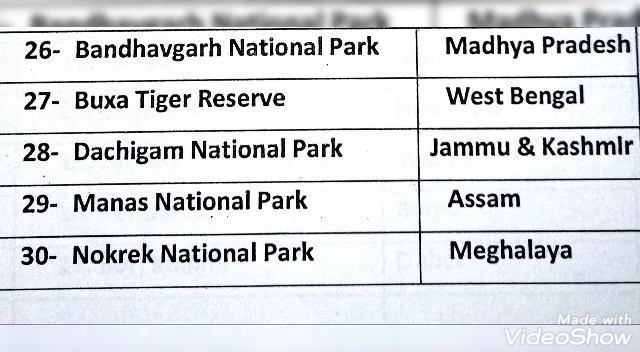 26- Bandhavgarh National Park Madhya Pradesh
27- Buxa Tiger Reserve West Bengal
28- Dachigam National Park Jammu & Kashmir
29- Manas National Park Assam
30- Nokrek National Park Meghalaya
Made with
VideoShow